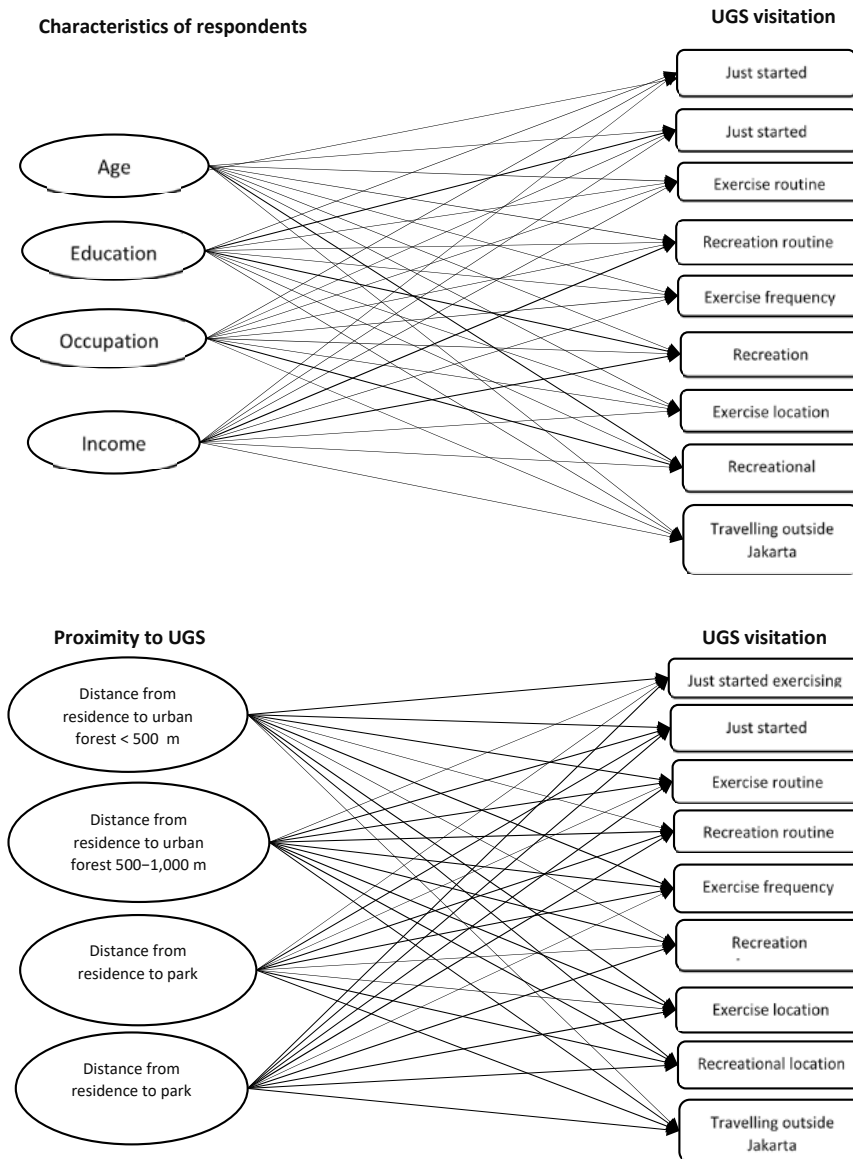 Characteristics of respondents
UGS visitation
Age
Education
Occupation
Income
Just started
Just started
Exercise routine
Recreation routine
Exercise frequency
Recreation
Exercise location
Recreational
Travelling outside
Jakarta
Proximity to UGS
UGS visitation
Distance from
residence to urban
forest < 500 m
Distance from
residence to urban
forest 500–1,000 m
Distance from
residence to park
Distance from
residence to park
Just started exercising
Just started
Exercise routine
Recreation routine
Exercise frequency
Recreation
Exercise location
Recreational location
Travelling outside
Jakarta